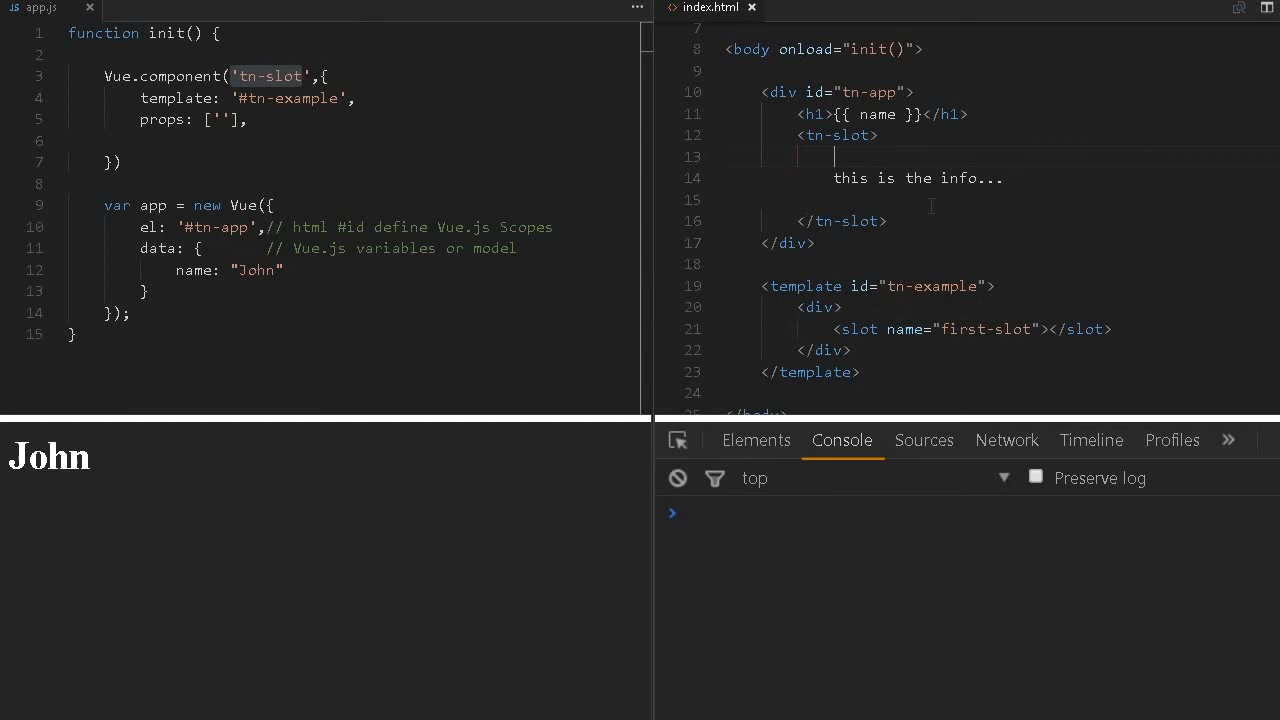 app.js
1 function init() {
2
3 Vue.component('tn-slot',{
4 template: '#tn-example',
5 props: [''],
6
7 })
8
9 var app = new Vue({
10 el: '#tn-app',// html #id define Vue.js Scopes
11 data: { // Vue.js variables or model
12 name: "John"
13 }
14 });
15 }
index.html
7
8 <body onload="init()">
9
10 <div id="tn-app">
11 <h1>{{ name }}</h1>
12 <tn-slot>
13
14 this is the info...
15
16 </tn-slot>
17 </div>
18
19 <template id="tn-example">
20 <div>
21 <slot name="first-slot"></slot>
22 </div>
23 </template>
24
25 </body>
John
Elements Console Sources Network Timeline Profiles »
top Preserve log